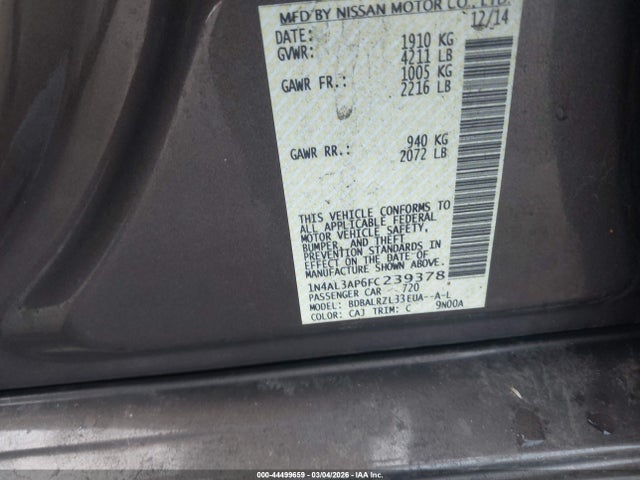 MFD BY NISSAN MOTOR CO., LTD.
DATE: 12/14
GVWR: 1910 KG
4211 LB
GAWR FR.: 1005 KG
2216 LB
GAWR RR.: 940 KG
2072 LB
THIS VEHICLE CONFORMS TO
ALL APPLICABLE FEDERAL
MOTOR VEHICLE SAFETY,
BUMPER, AND THEFT
PREVENTION STANDARDS IN
EFFECT ON THE DATE OF
MANUFACTURE SHOWN ABOVE.
1N4AL3AP6FC239378
PASSENGER CAR 720
MODEL: BDBALRZL33EUA--A-L
COLOR: CAJ TRIM: C 9N00A
000-44499659 - 03/04/2026 - IAAI.COM